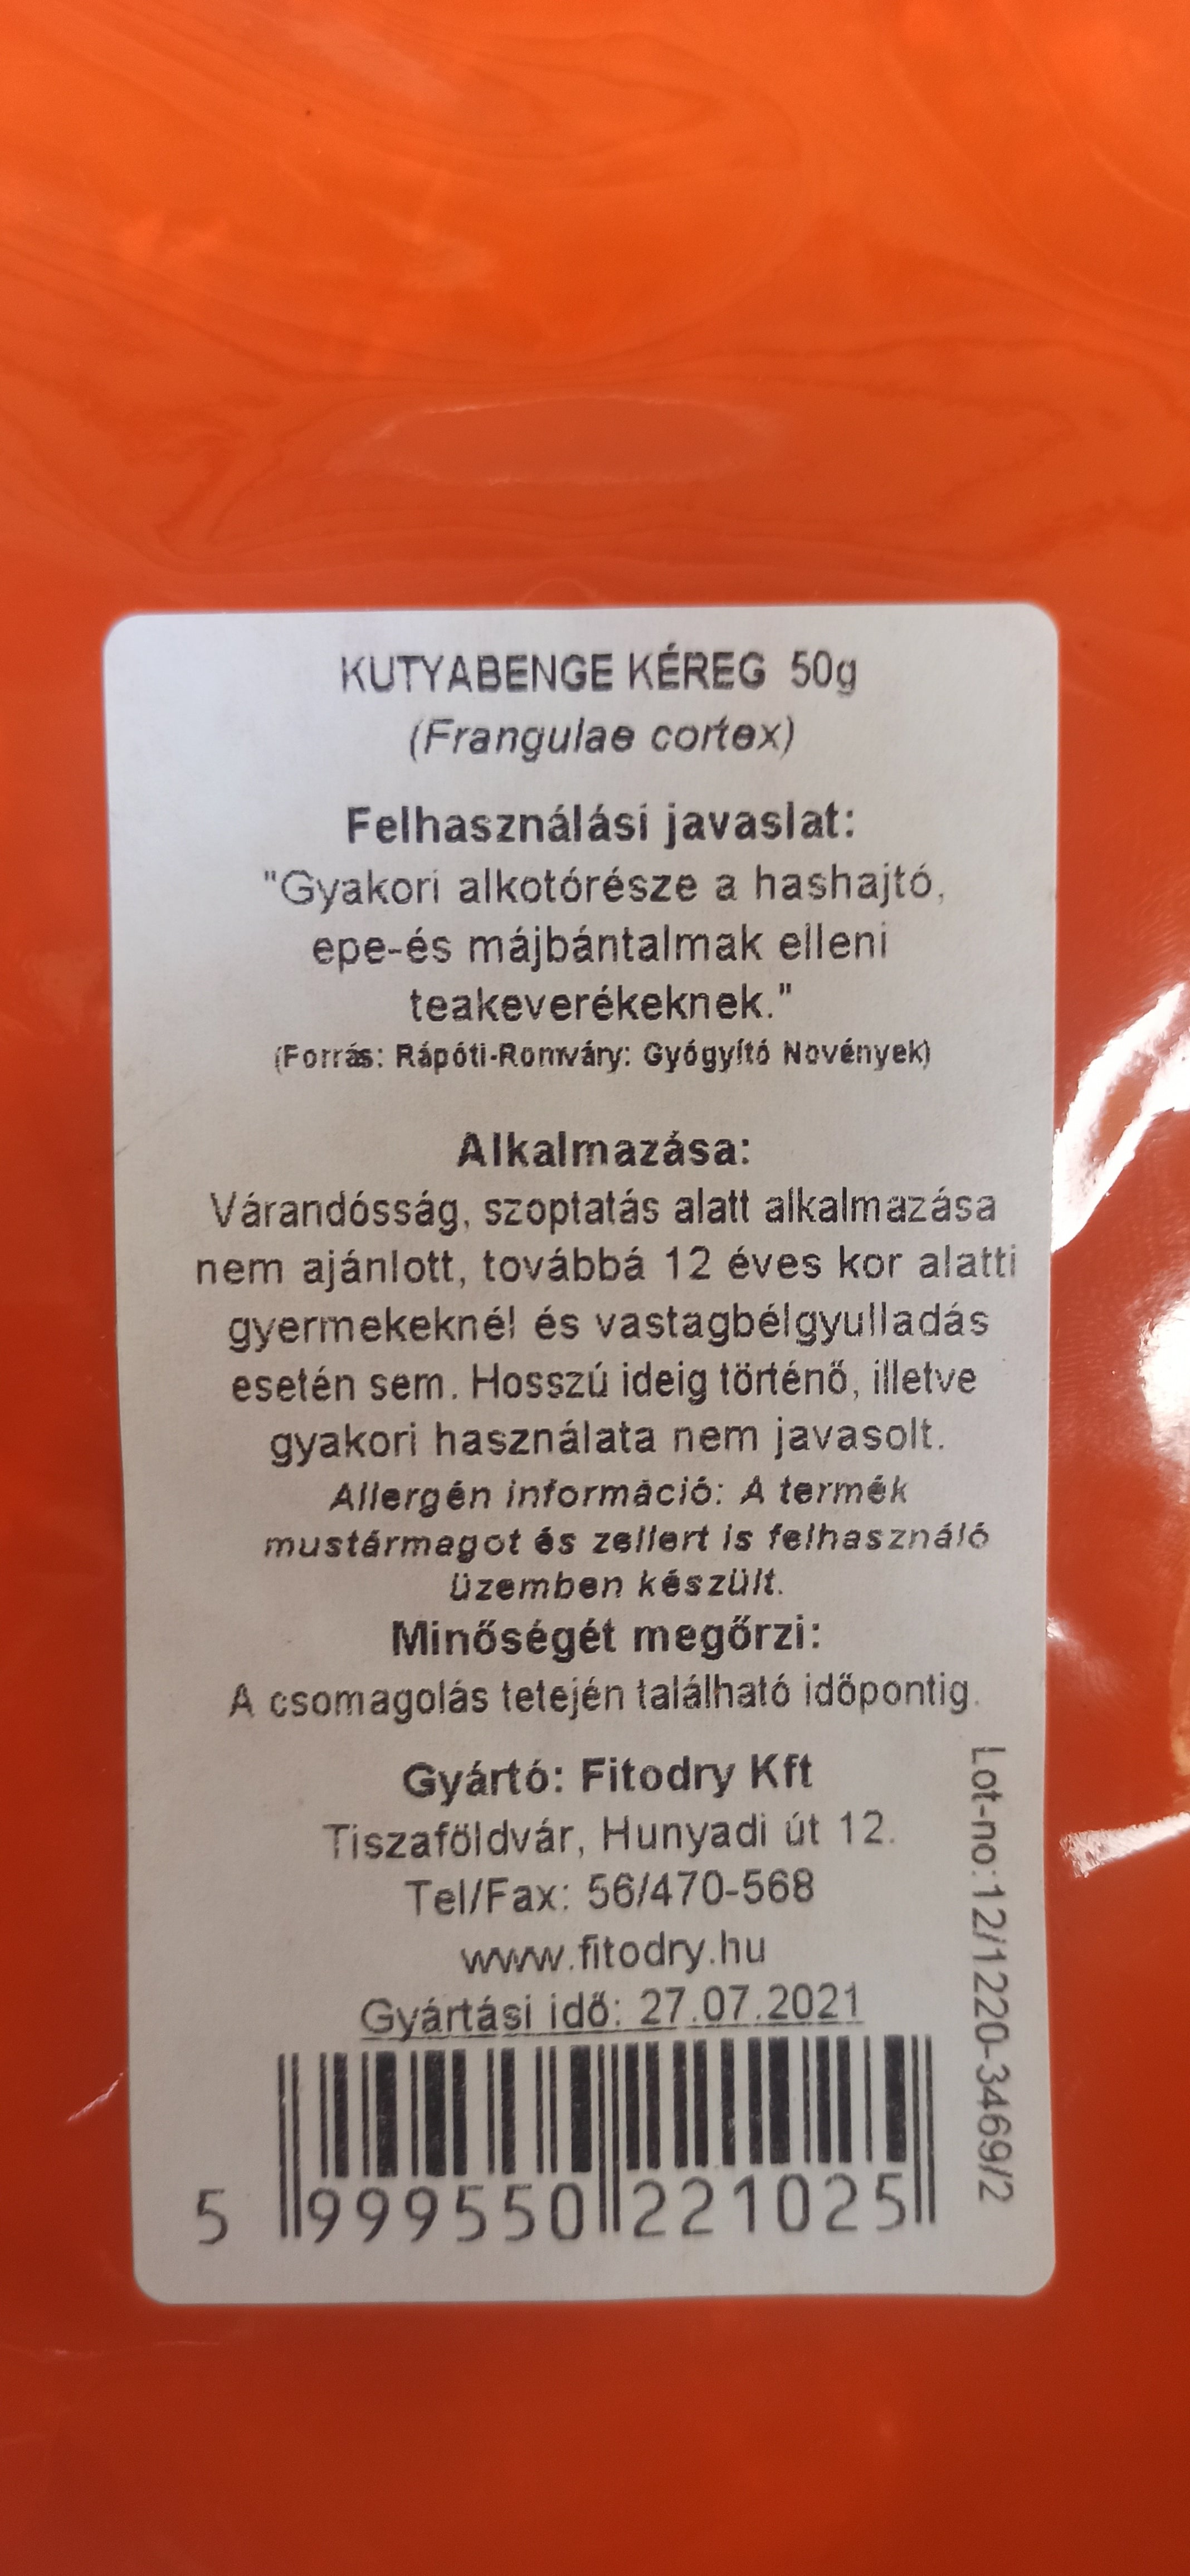 KUTYABENGE KÉREG 50g
(Frangulae cortex)
Felhasználási javaslat:
"Gyakori alkotórésze a hashajtó,
epe-és májbántalmak elleni
teakeverékeknek."
(Forrás: Rápóti-Romváry: Gyógyító Növények)
Alkalmazása:
Várandósság, szoptatás alatt alkalmazása
nem ajánlott, továbbá 12 éves kor alatti
gyermekeknél és vastagbélgyulladás
esetén sem. Hosszú ideig történő, illetve
gyakori használata nem javasolt.
Allergén információ: A termék
mustármagot és zellert is felhasználó
üzemben készült.
Minőségét megőrzi:
A csomagolás tetején található időpontig.
Gyártó: Fitodry Kft
Tiszaföldvár, Hunyadi út 12.
Tel/Fax: 56/470-568
www.fitodry.hu
Gyártási idő: 27.07.2021
5 999550 221025
Lot-no:12/1220-3469/2